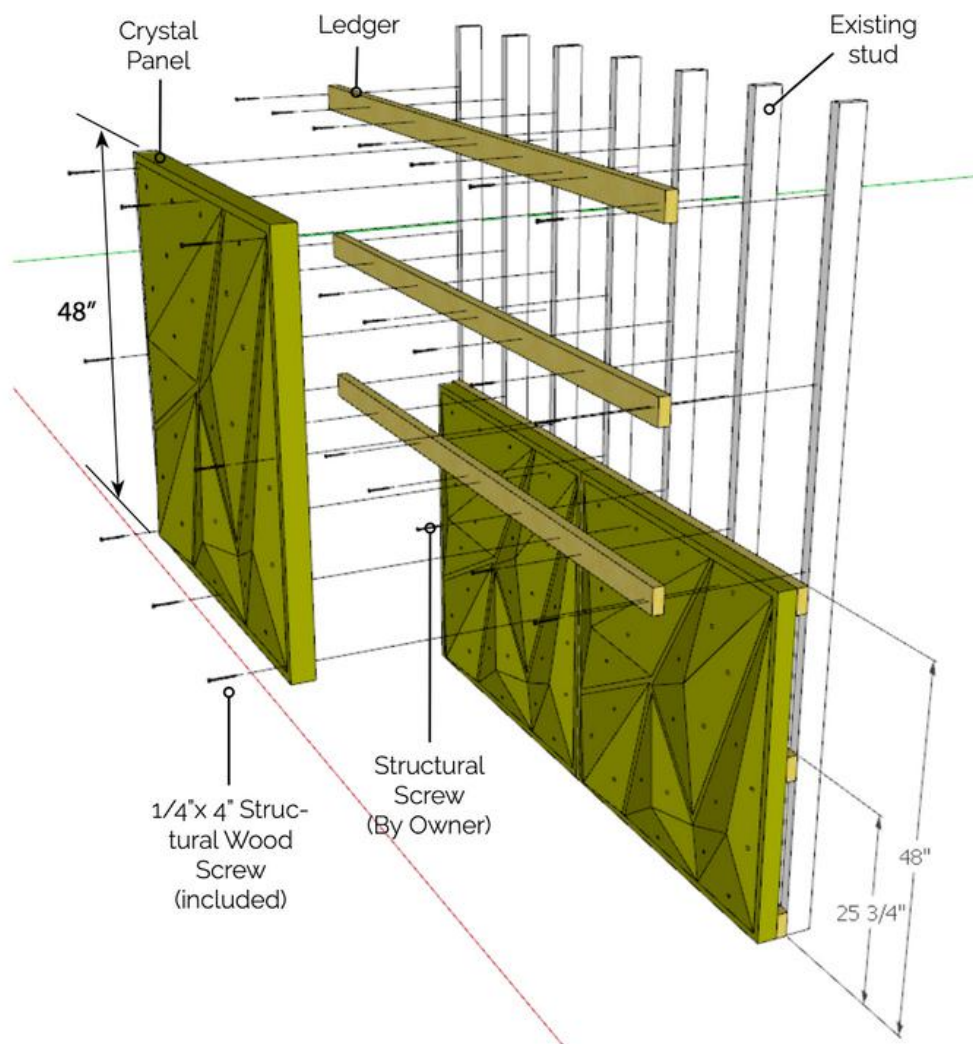 Crystal
Panel
Ledger
Existing
stud
48”
Structural
Screw
(By Owner)
1/4”x 4” Struc-
tural Wood
Screw
(included)
48"
25 3/4"